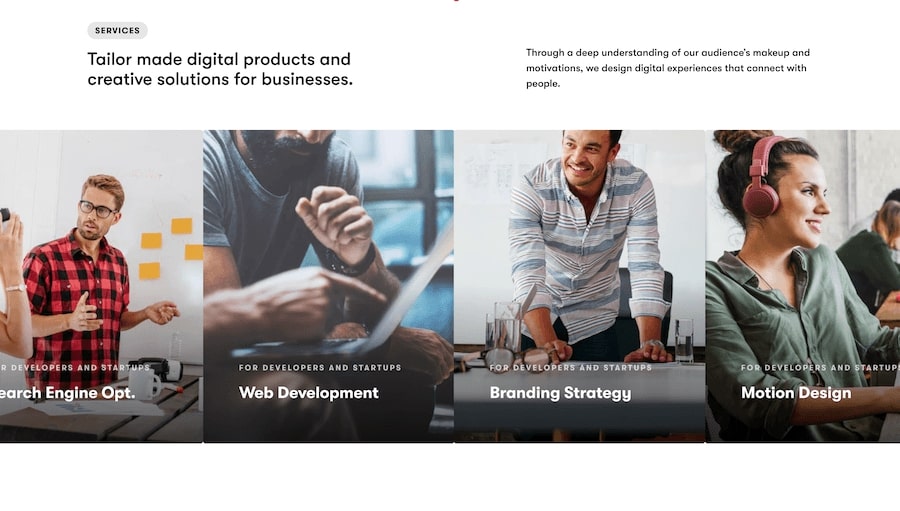 SERVICES
Tailor made digital products and
creative solutions for businesses.
Through a deep understanding of our audience's makeup and
motivations, we design digital experiences that connect with
people.
R DEVELOPERS AND STARTUPS
earch Engine Opt.
FOR DEVELOPERS AND STARTUPS
Web Development
FOR DEVELOPERS AND STARTUPS
Branding Strategy
FOR DEVELOPERS AND STARTUPS
Motion Design